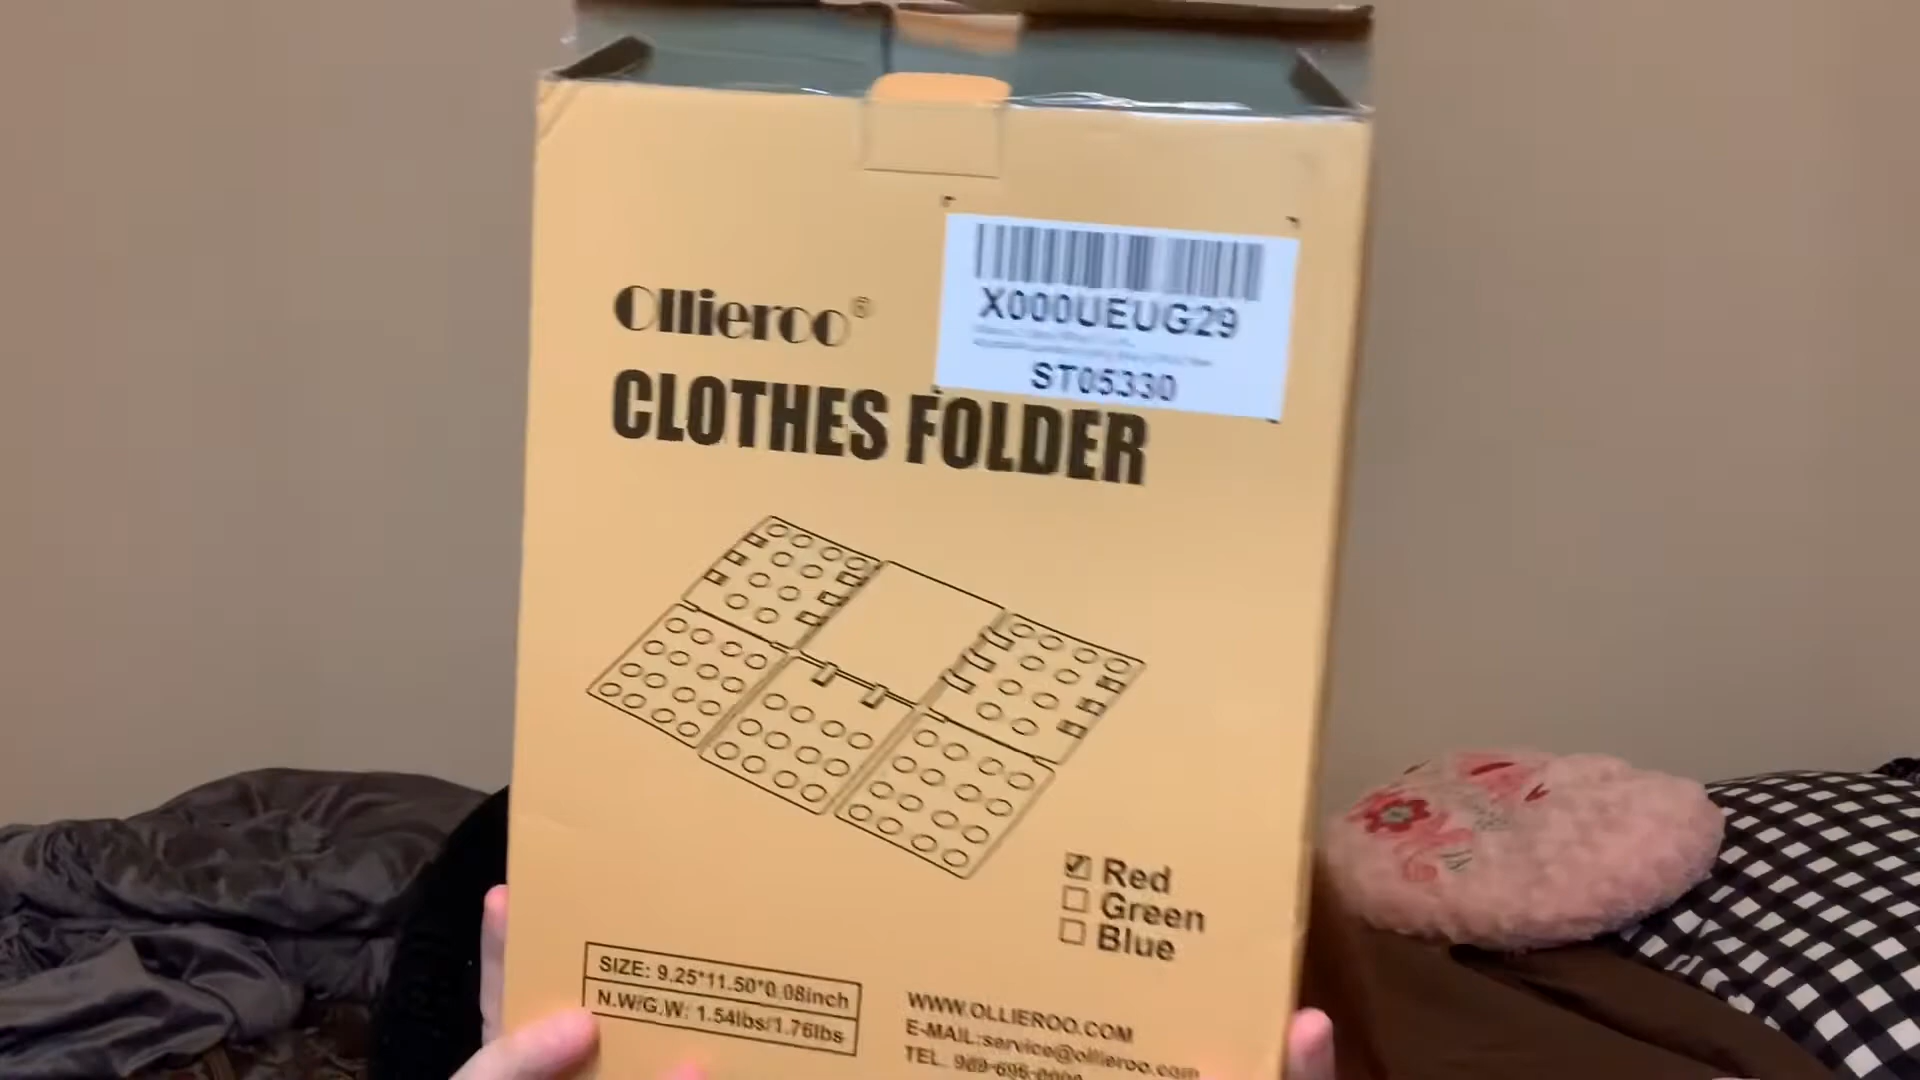 X000UEUG29
ST05330
Ollieroo®
CLOTHES FOLDER
Red
Green
Blue
SIZE: 9.25*11.50*0.08inch
N.W/G.W: 1.54lbs/1.76lbs
WWW.OLLIEROO.COM
E-MAIL:service@ollieroo.com
TEL.